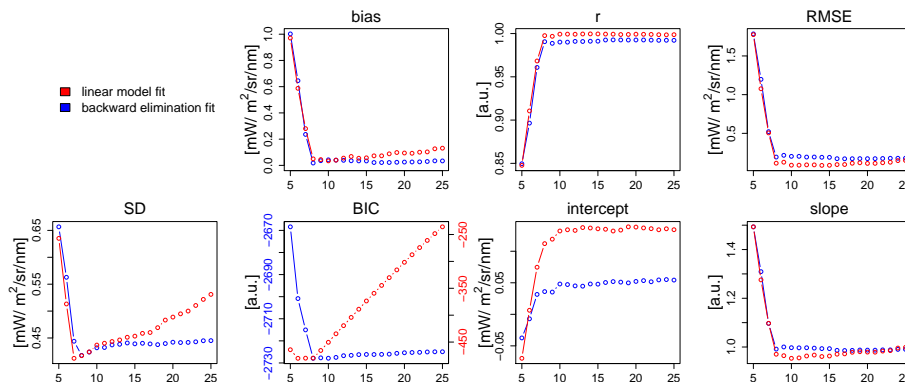 bias
[mW/ m²/sr/nm]
0.0 0.2 0.4 0.6 0.8 1.0
5 10 15 20 25
r
[a.u.]
0.85 0.90 0.95 1.00
5 10 15 20 25
RMSE
[mW/ m²/sr/nm]
0.5 1.0 1.5
5 10 15 20 25
linear model fit
backward elimination fit
SD
[mW/ m²/sr/nm]
0.45 0.55 0.65
5 10 15 20 25
BIC
[a.u.]
−2730 −2710 −2690 −2670
−450 −350 −250
5 10 15 20 25
intercept
[mW/ m²/sr/nm]
−0.05 0.05
5 10 15 20 25
slope
[a.u.]
1.0 1.2 1.4
5 10 15 20 25